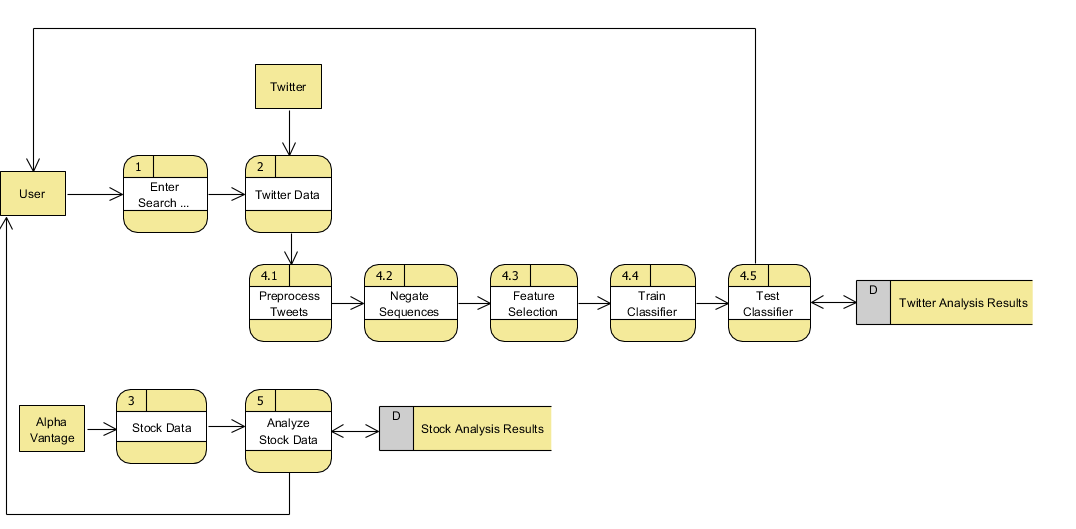 Twitter
1
2
User
Enter
Search ...
Twitter Data
4.1
4.2
4.3
4.4
4.5
D
Preprocess
Tweets
Negate
Sequences
Feature
Selection
Train
Classifier
Test
Classifier
Twitter Analysis Results
3
5
D
Alpha
Vantage
Stock Data
Analyze
Stock Data
Stock Analysis Results